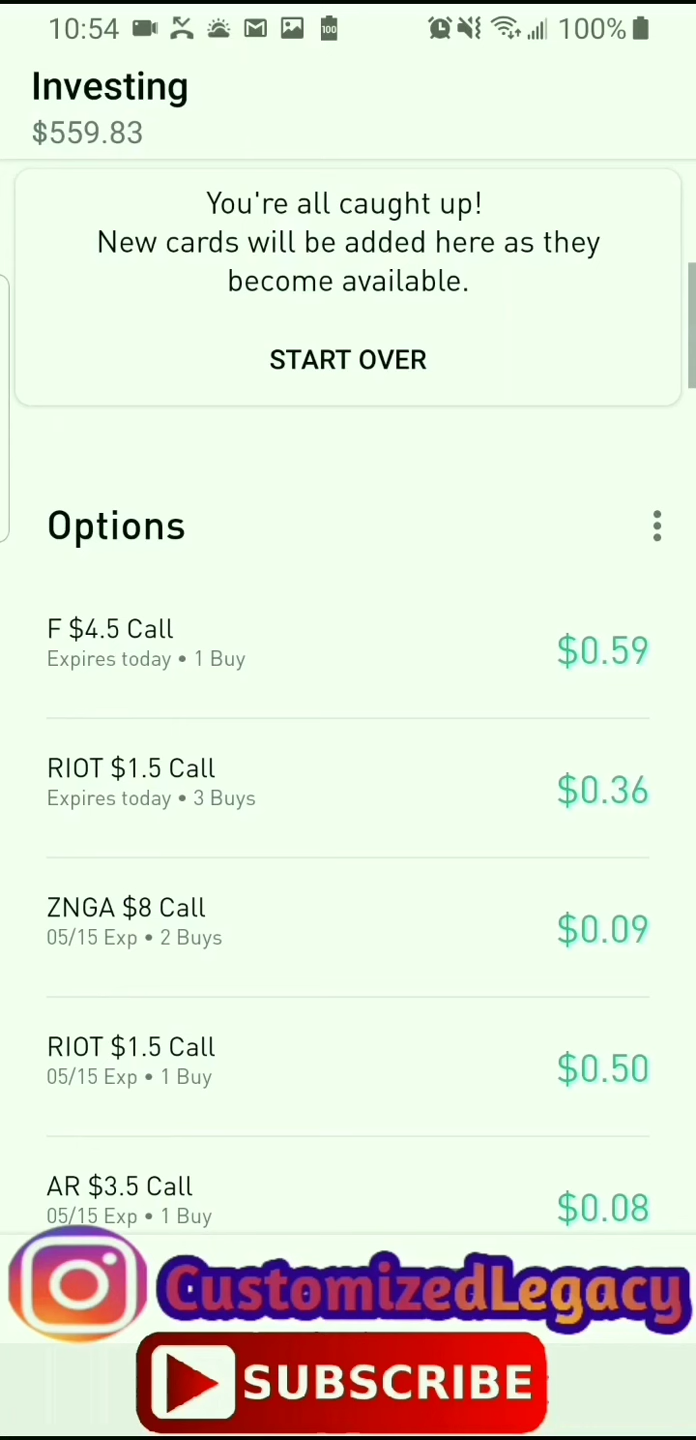 10:54 100 100%
Investing
$559.83
You're all caught up!
New cards will be added here as they
become available.
START OVER
Options
F $4.5 Call
$0.59
Expires today • 1 Buy
RIOT $1.5 Call
$0.36
Expires today • 3 Buys
ZNGA $8 Call
$0.09
05/15 Exp • 2 Buys
RIOT $1.5 Call
$0.50
05/15 Exp • 1 Buy
AR $3.5 Call
$0.08
05/15 Exp • 1 Buy
CustomizedLegacy
SUBSCRIBE